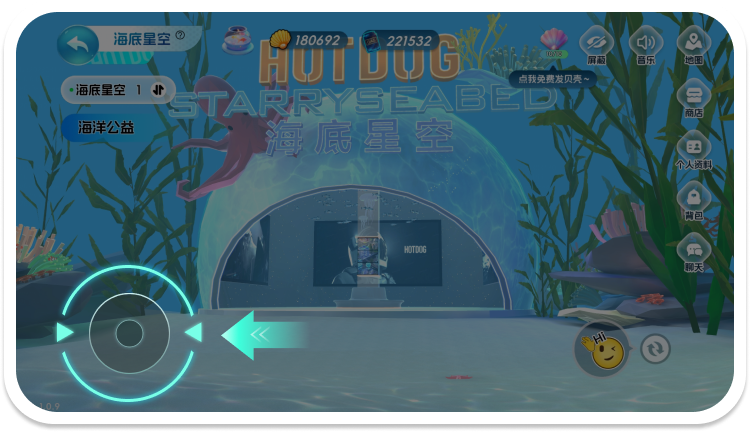 海底星空 ?
180692
221532
屏蔽
音乐
地图
HOTDOG
点我免费发贝壳~
海底星空 1
STARRYSEABED
商店
海洋公益
海底星空
个人资料
背包
HOTDOG
聊天
Hi